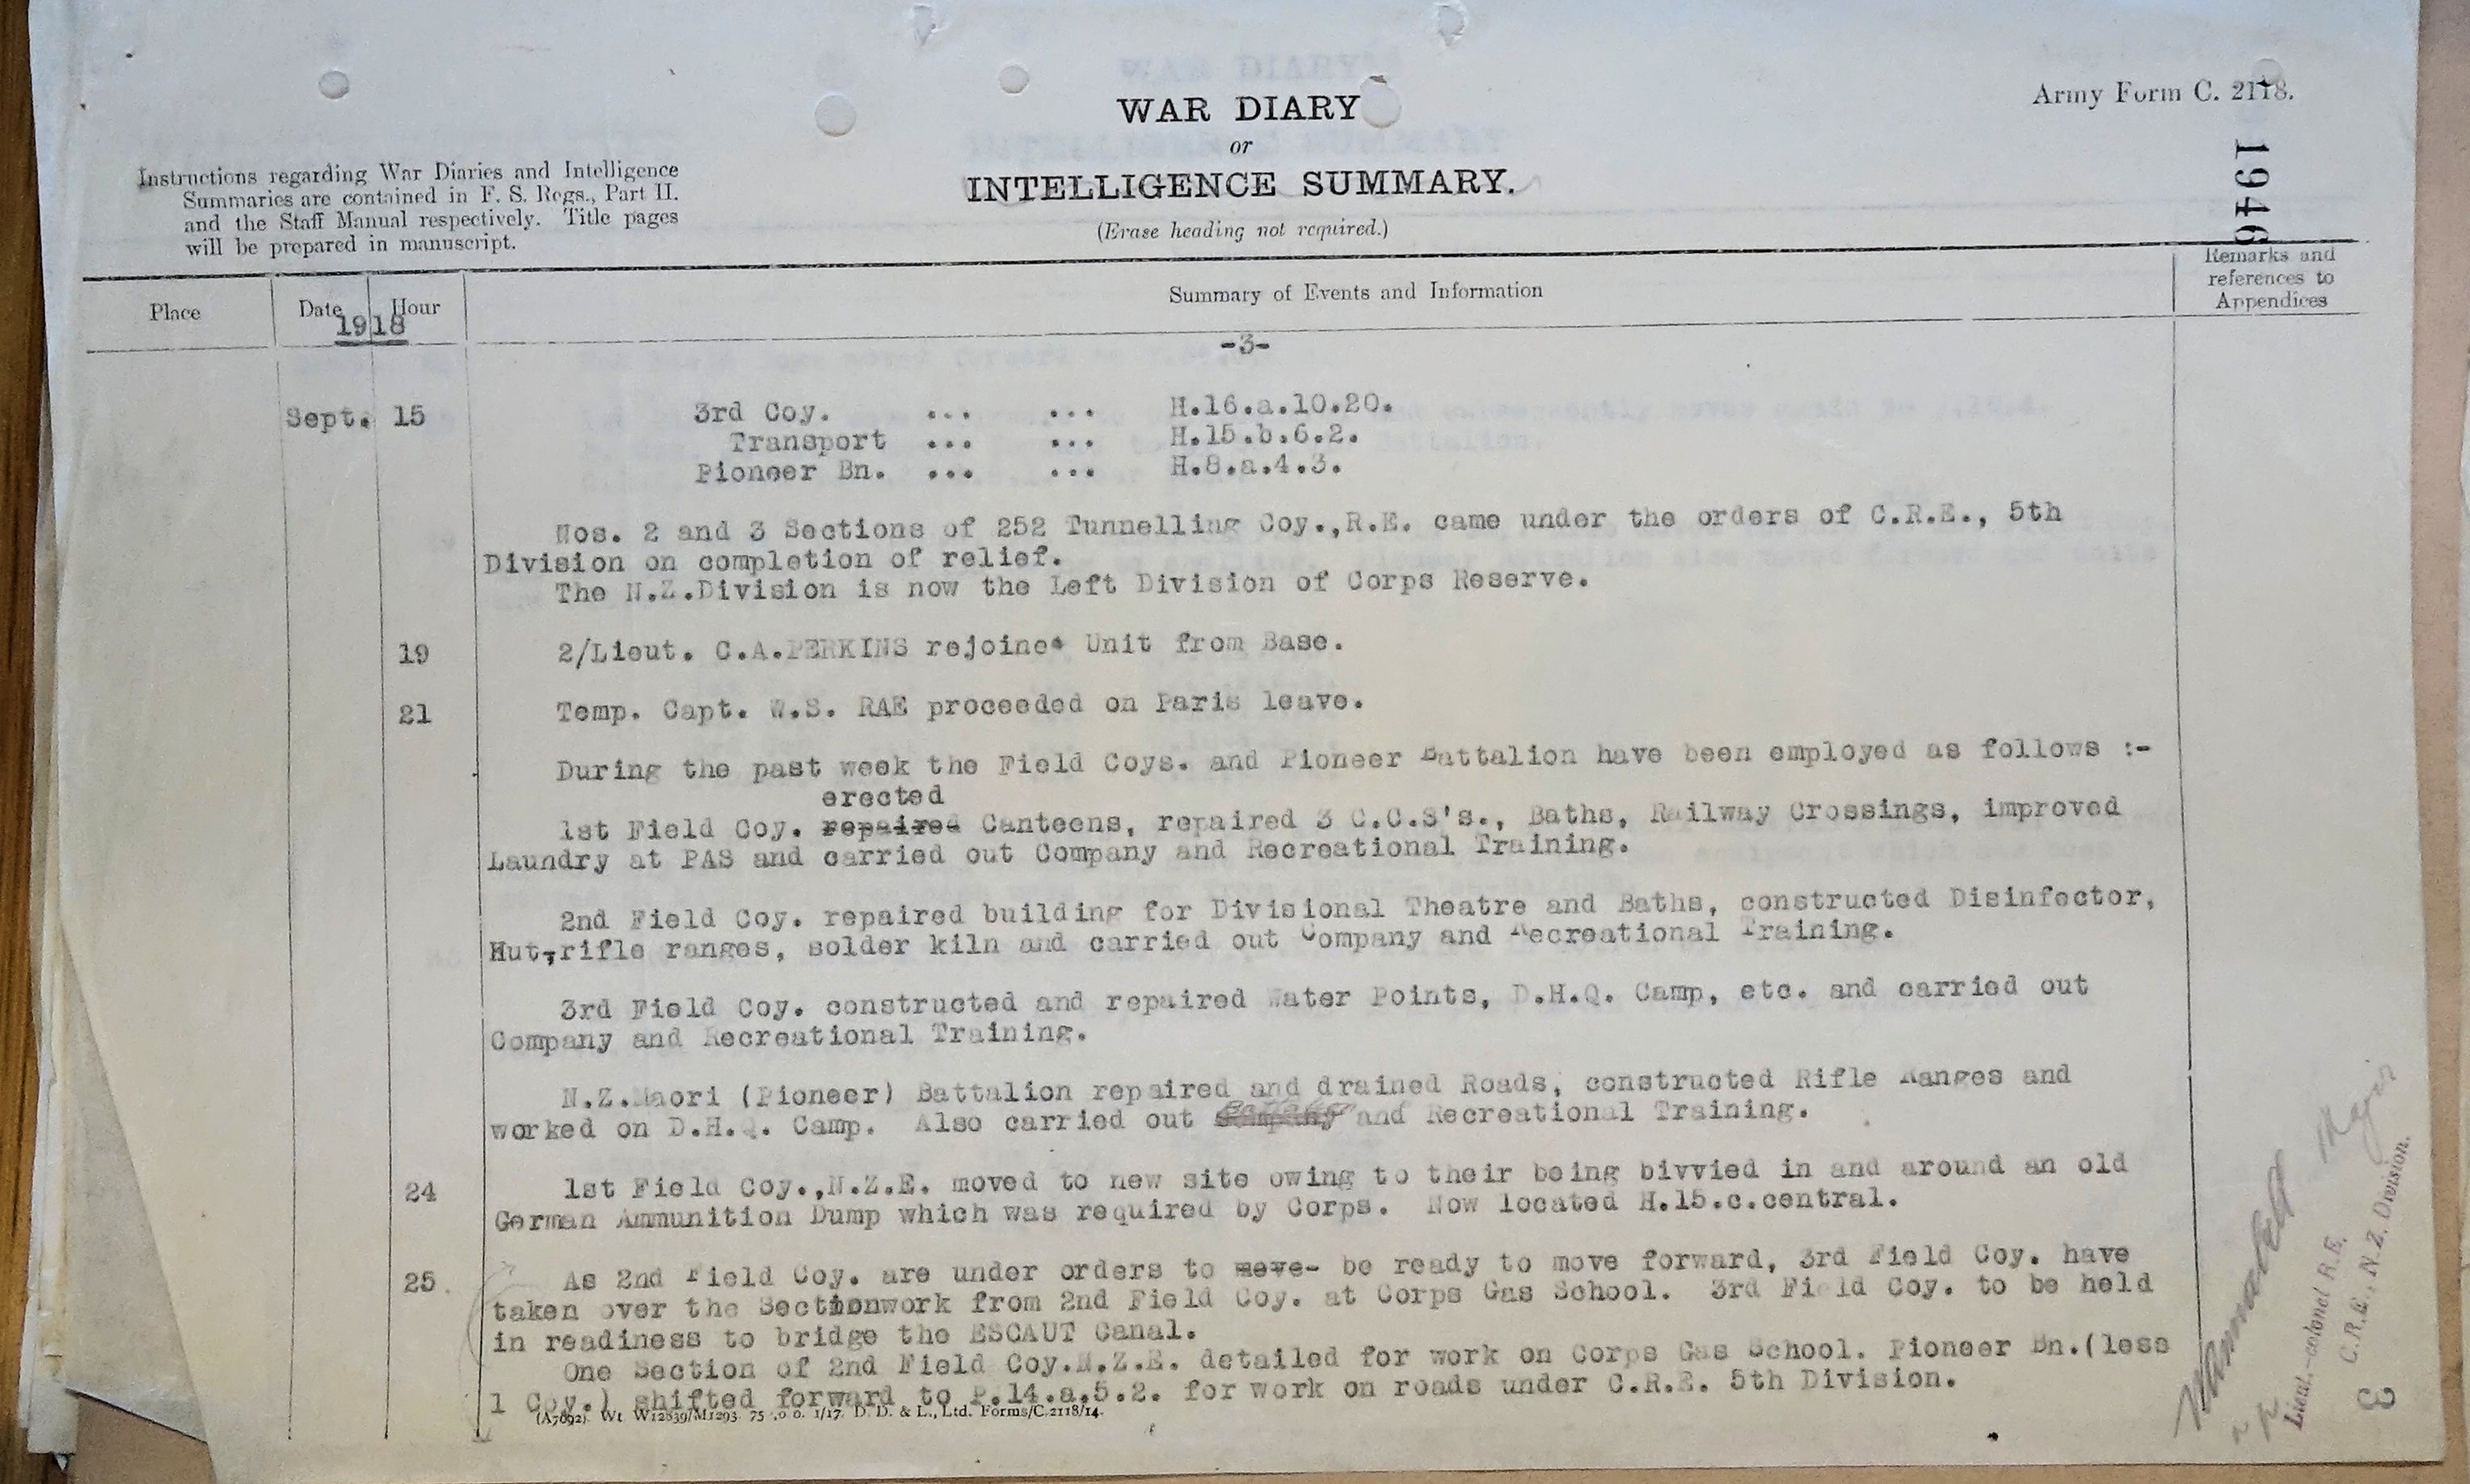 Army Form C. 2118.
WAR DIARY
or
INTELLIGENCE SUMMARY.
(Erase heading not required.)
Instructions regarding War Diaries and Intelligence
Summaries are contained in F. S. Regs., Part II.
and the Staff Manual respectively. Title pages
will be prepared in manuscript.
1946
Place Date Hour Summary of Events and Information Remarks and references to Appendices
1918
-3-
Sept. 15 3rd Coy. ... ... H.16.a.10.20.
Transport ... ... H.15.b.6.2.
Pioneer Bn. ... ... H.8.a.4.3.
Nos. 2 and 3 Sections of 252 Tunnelling Coy.,R.E. came under the orders of C.R.E., 5th
Division on completion of relief.
The N.Z.Division is now the Left Division of Corps Reserve.
19 2/Lieut. C.A.PERKINS rejoined Unit from Base.
21 Temp. Capt. W.S. RAE proceeded on Paris leave.
During the past week the Field Coys. and Pioneer Battalion have been employed as follows :-
erected
1st Field Coy. repaired Canteens, repaired 3 C.C.S's., Baths, Railway Crossings, improved
Laundry at PAS and carried out Company and Recreational Training.
2nd Field Coy. repaired building for Divisional Theatre and Baths, constructed Disinfector,
Hut,rifle ranges, solder kiln and carried out Company and Recreational Training.
3rd Field Coy. constructed and repaired Water Points, D.H.Q. Camp, etc. and carried out
Company and Recreational Training.
N.Z.Maori (Pioneer) Battalion repaired and drained Roads, constructed Rifle Ranges and
worked on D.H.Q. Camp. Also carried out Company and Recreational Training.
24 1st Field Coy.,N.Z.E. moved to new site owing to their being bivvied in and around an old
German Ammunition Dump which was required by Corps. Now located H.15.c.central.
25. As 2nd Field Coy. are under orders to move- be ready to move forward, 3rd Field Coy. have
taken over the Sectionwork from 2nd Field Coy. at Corps Gas School. 3rd Field Coy. to be held
in readiness to bridge the ESCAUT Canal.
One Section of 2nd Field Coy.N.Z.E. detailed for work on Corps Gas School. Pioneer Bn.(less
1 Coy.) shifted forward to P.14.a.5.2. for work on roads under C.R.E. 5th Division.
(A7092) Wt W12839/M1293 75 ,0 0. 1/17. D. D. & L., Ltd. Forms/C.2118/14.
Major
Lieut.-colonel R.E.
C.R.E., N.Z. Division.
3